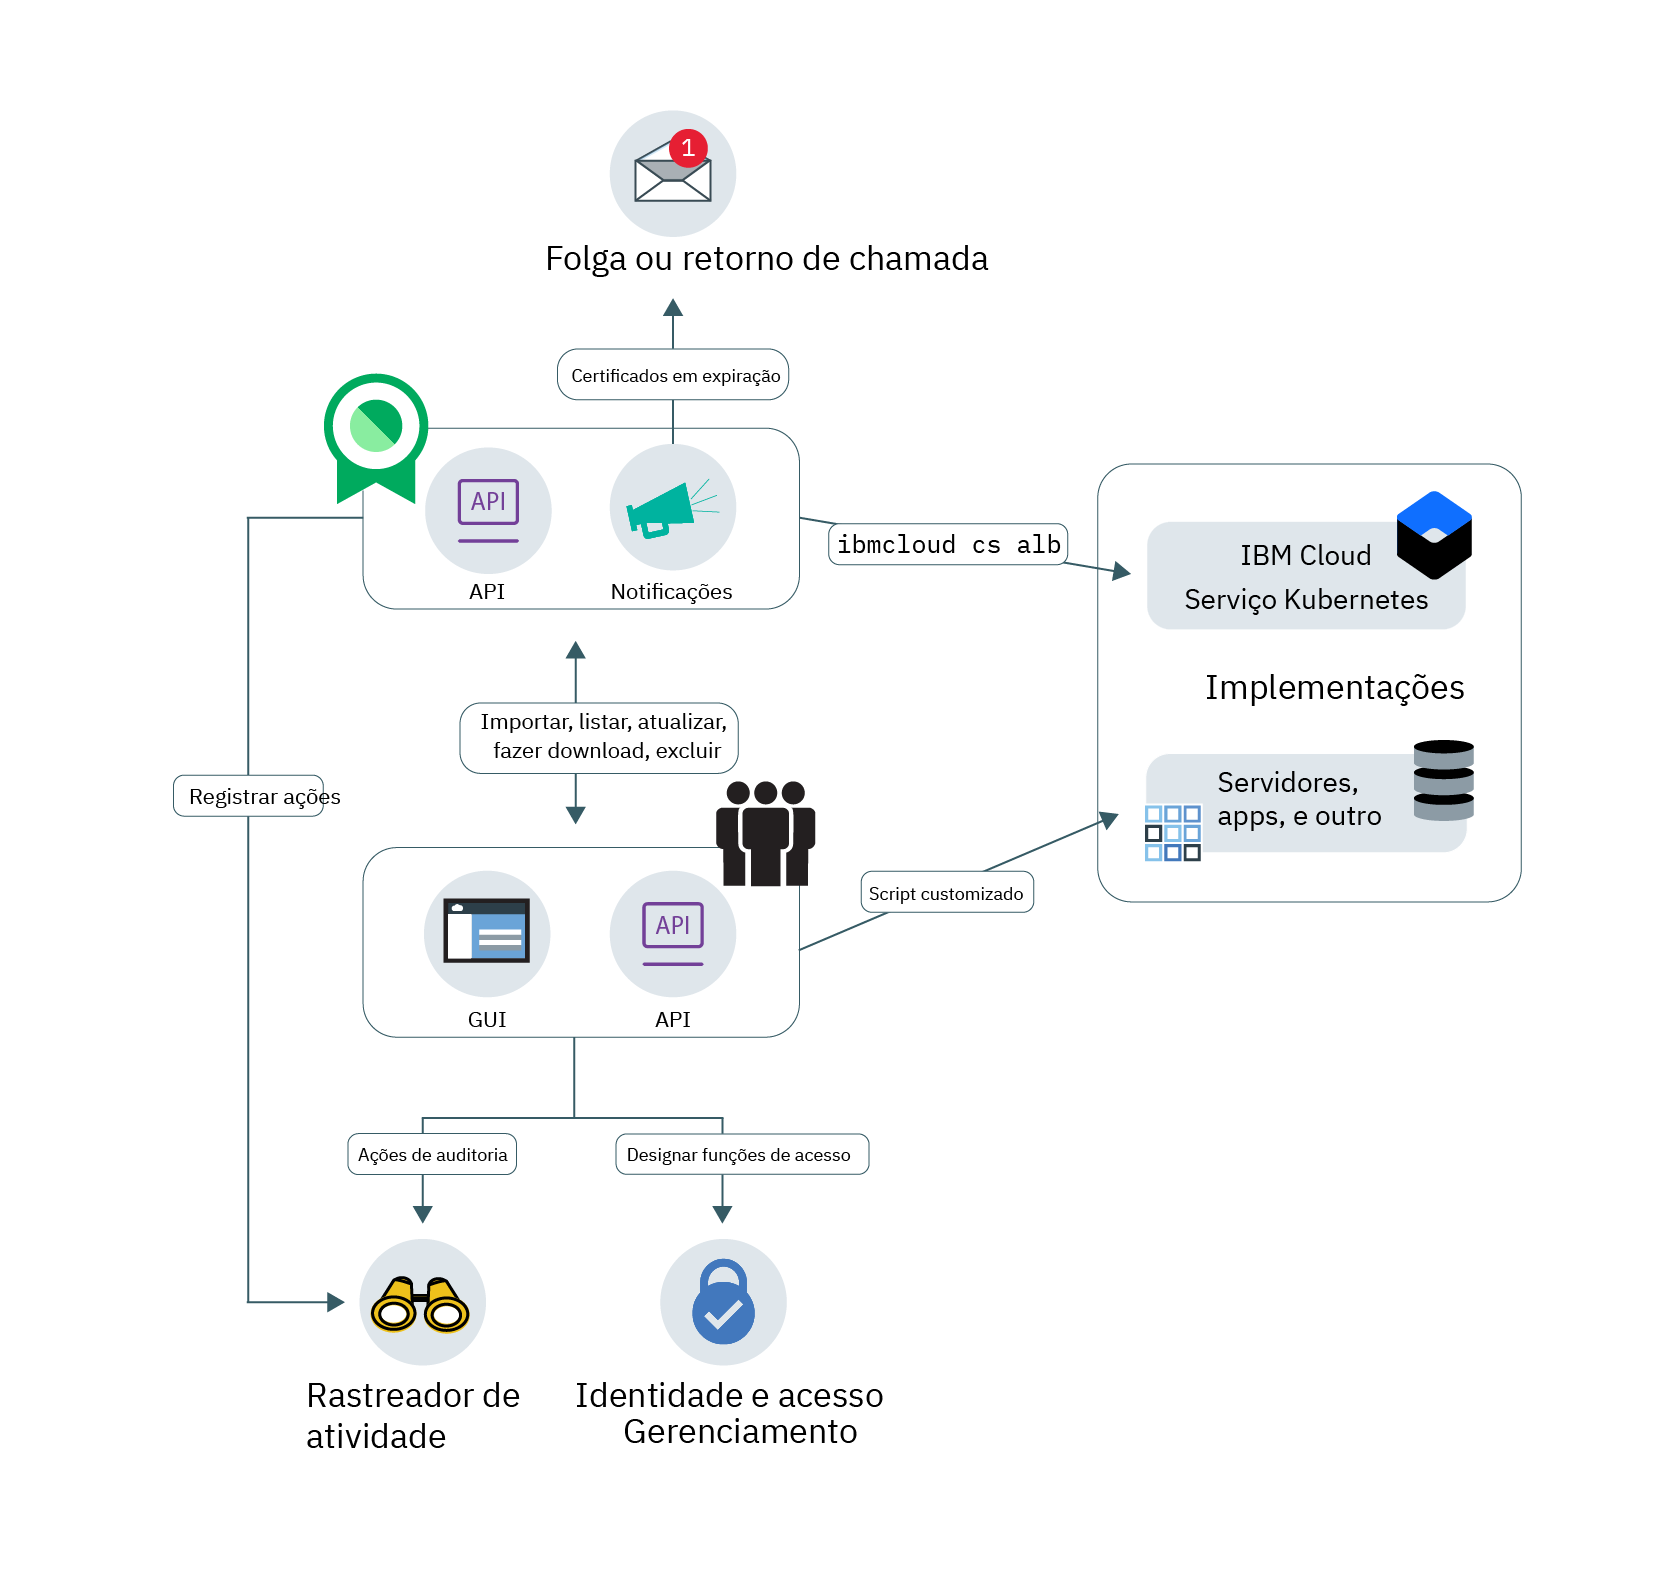 1
Folga ou retorno de chamada
Certificados em expiração
API
API
Notificações
ibmcloud cs alb
IBM Cloud
Serviço Kubernetes
Implementações
Servidores,
apps, e outro
Importar, listar, atualizar,
fazer download, excluir
Registrar ações
Script customizado
API
GUI
API
Ações de auditoria
Designar funções de acesso
Rastreador de
atividade
Identidade e acesso
Gerenciamento